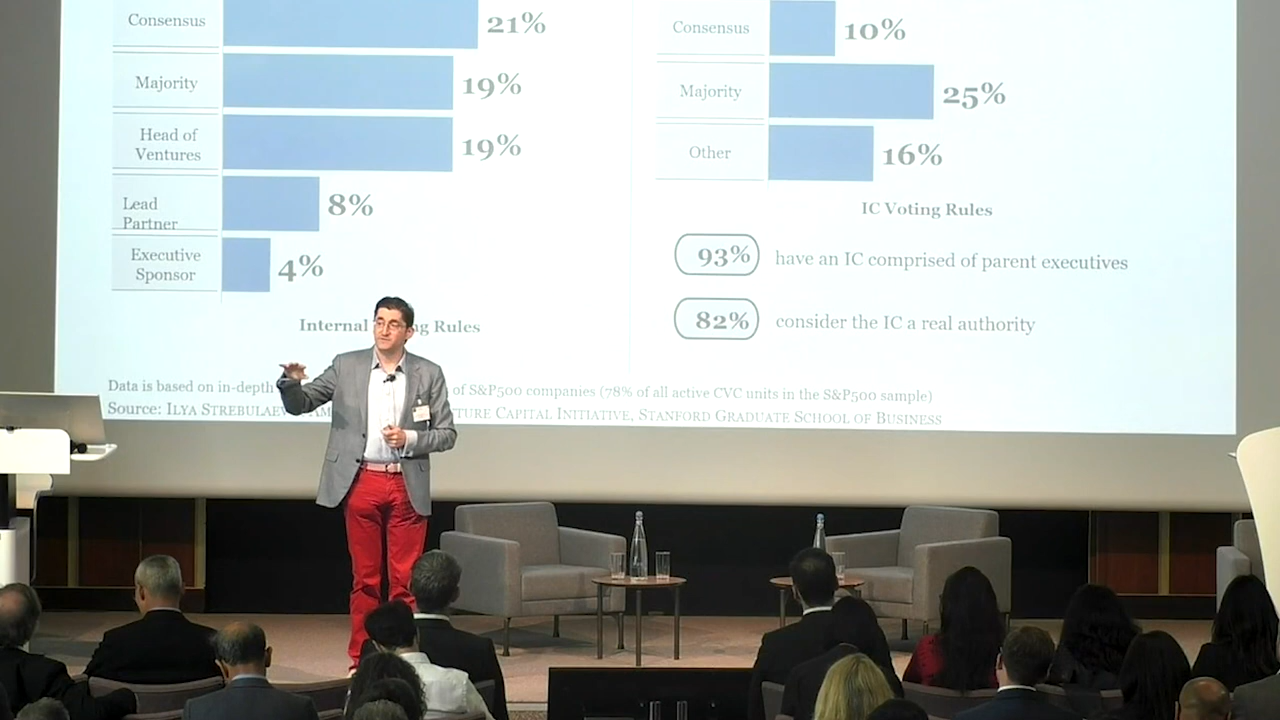 Consensus
21%
Majority
19%
Head of
Ventures
19%
Lead
Partner
8%
Executive
Sponsor
4%
Internal
Rules
Consensus
10%
Majority
25%
Other
16%
IC Voting Rules
93% have an IC comprised of parent executives
82% consider the IC a real authority
Data is based on in-depth of S&P500 companies (78% of all active CVC units in the S&P500 sample)
Source: ILYA CAPITAL INITIATIVE, STANFORD GRADUATE SCHOOL OF BUSINESS